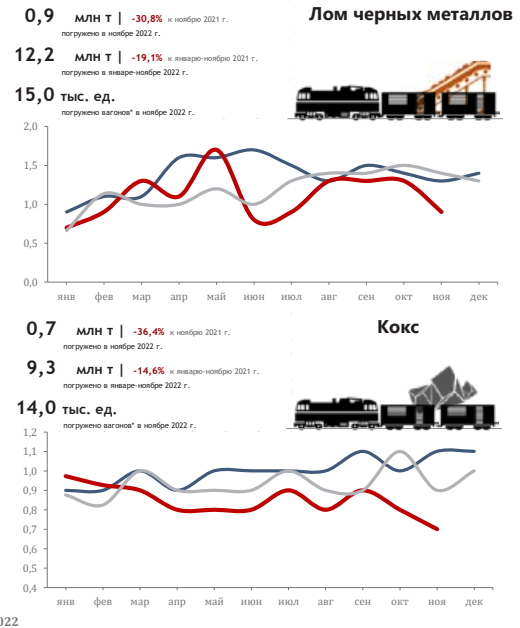 Лом черных металлов
0,9 млн т | -30,8% к ноябрю 2021 г.
погружено в ноябре 2022 г.
12,2 млн т | -19,1% к январю-ноябрю 2021 г.
погружено в январе-ноябре 2022 г.
15,0 тыс. ед.
погружено вагонов* в ноябре 2022 г.
2,0
1,5
1,0
0,5
0,0
янв фев мар апр май июн июл авг сен окт ноя дек
Кокс
0,7 млн т | -36,4% к ноябрю 2021 г.
погружено в ноябре 2022 г.
9,3 млн т | -14,6% к январю-ноябрю 2021 г.
погружено в январе-ноябре 2022 г.
14,0 тыс. ед.
погружено вагонов* в ноябре 2022 г.
1,2
1,1
1,0
0,9
0,8
0,7
0,6
0,5
0,4
янв фев мар апр май июн июл авг сен окт ноя дек
022